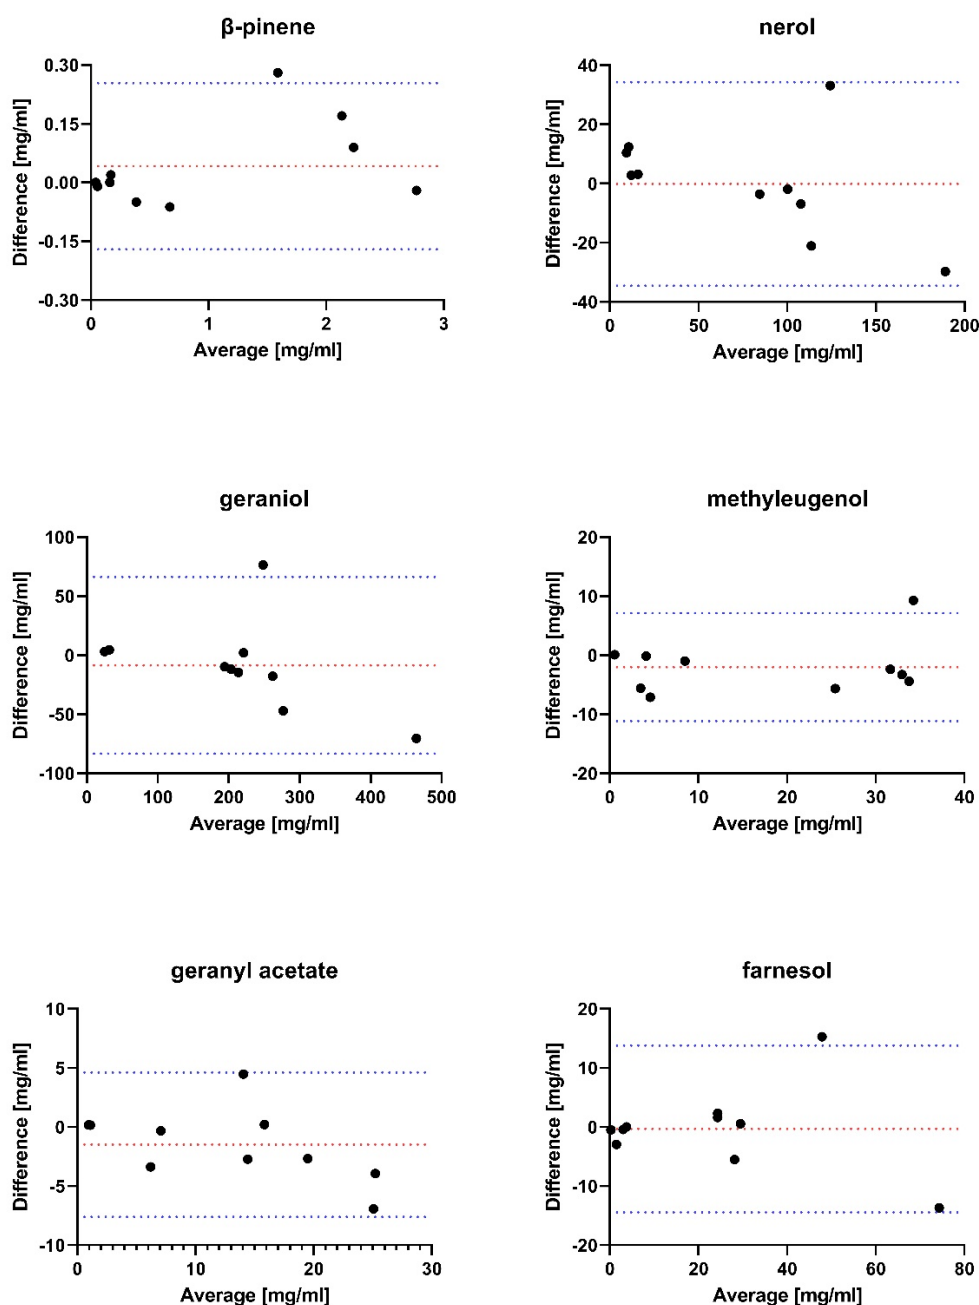 β-pinene
0.30
0.15
0.00
-0.15
-0.30
Difference [mg/ml]
0 1 2 3
Average [mg/ml]
nerol
40
20
0
-20
-40
Difference [mg/ml]
0 50 100 150 200
Average [mg/ml]
geraniol
100
50
0
-50
-100
Difference [mg/ml]
0 100 200 300 400 500
Average [mg/ml]
methyleugenol
20
10
0
-10
-20
Difference [mg/ml]
0 10 20 30 40
Average [mg/ml]
geranyl acetate
10
5
0
-5
-10
Difference [mg/ml]
0 10 20 30
Average [mg/ml]
farnesol
20
10
0
-10
-20
Difference [mg/ml]
0 20 40 60 80
Average [mg/ml]